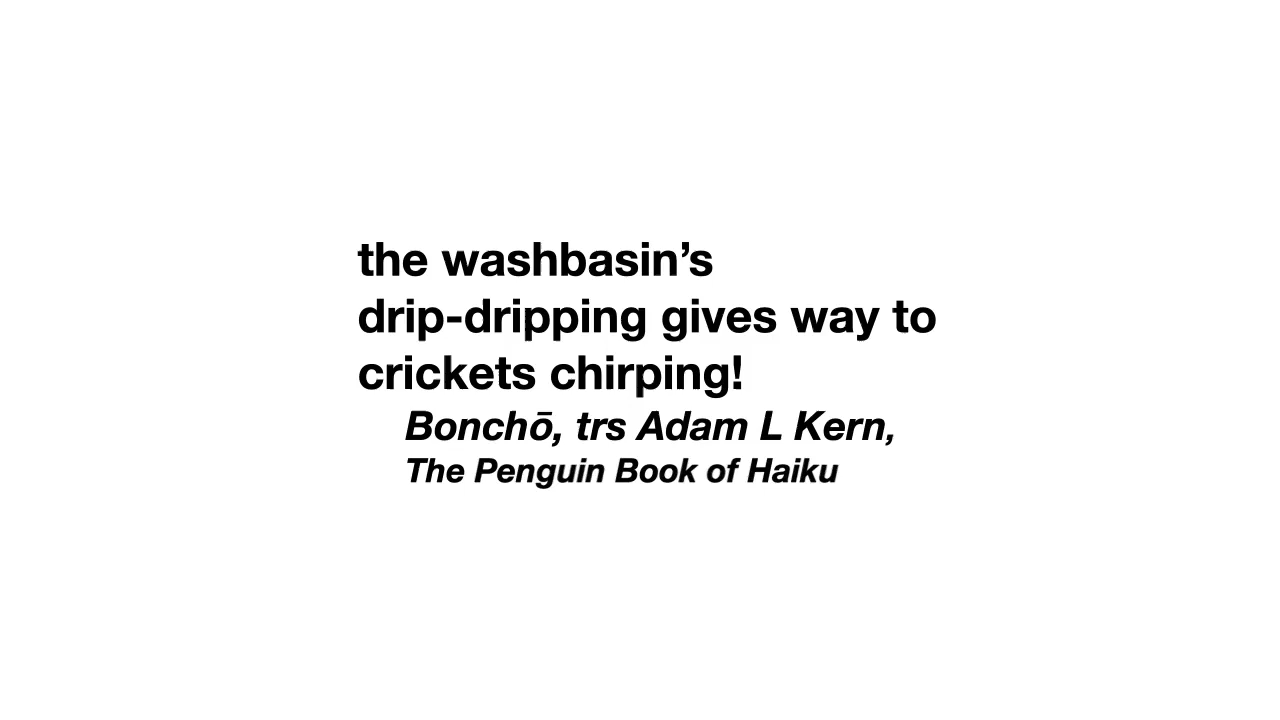 the washbasin’s
drip-dripping gives way to
crickets chirping!
Bonchō, trs Adam L Kern,
The Penguin Book of Haiku